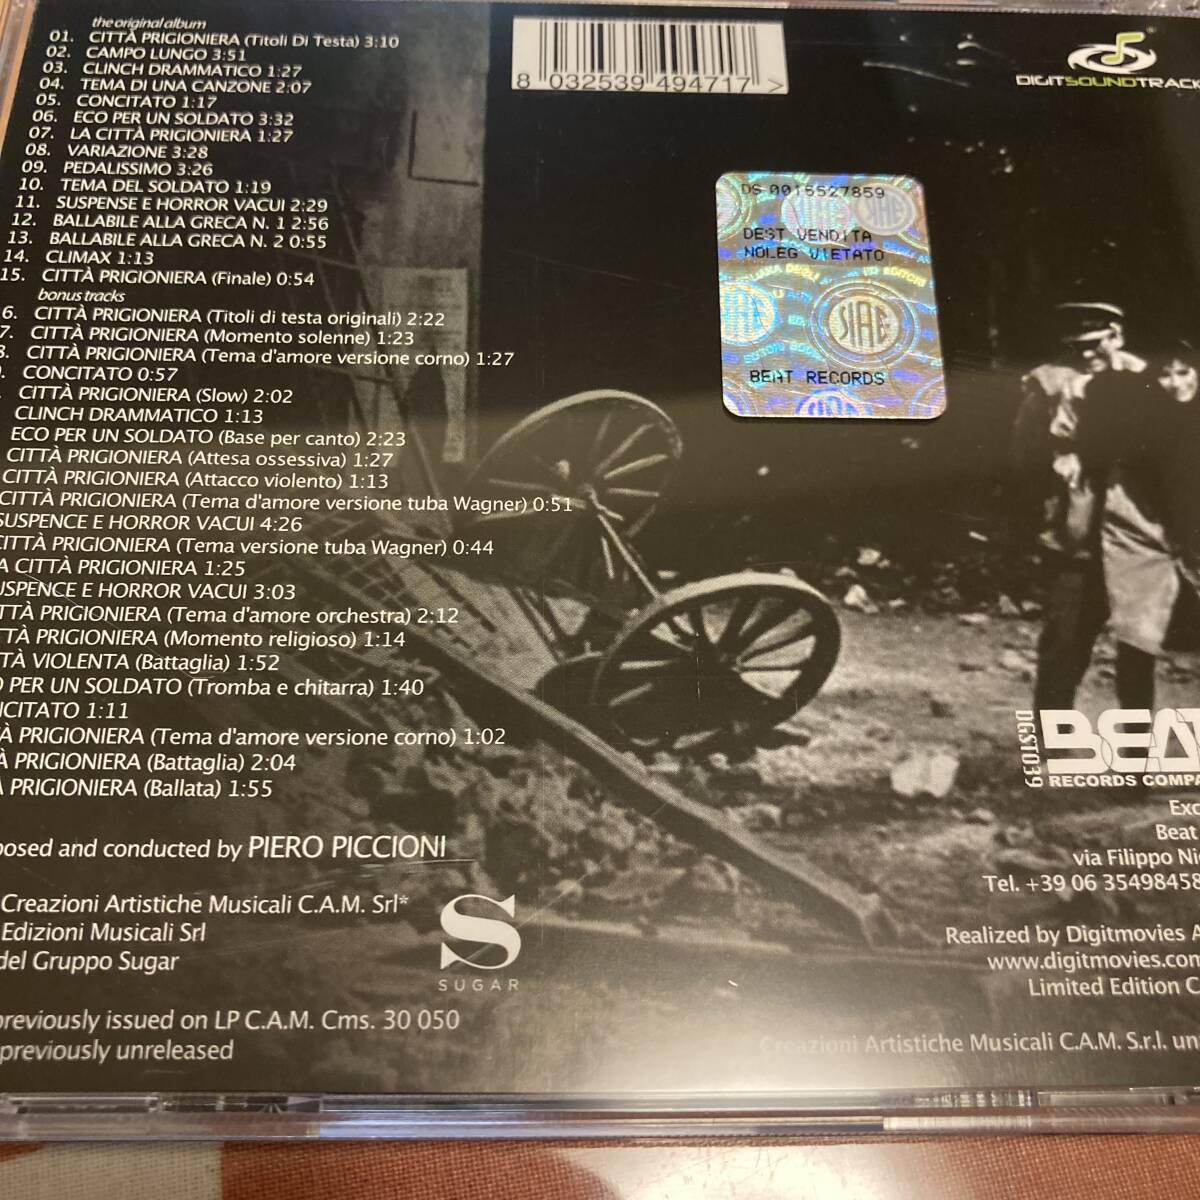 the original album
01. CITTÀ PRIGIONIERA (Titoli Di Testa) 3:10
02. CAMPO LUNGO 3:51
03. CLINCH DRAMMATICO 1:27
04. TEMA DI UNA CANZONE 2:07
05. CONCITATO 1:17
06. ECO PER UN SOLDATO 3:32
07. LA CITTÀ PRIGIONIERA 1:27
08. VARIAZIONE 3:28
09. PEDALISSIMO 3:26
10. TEMA DEL SOLDATO 1:19
11. SUSPENSE E HORROR VACUI 2:29
12. BALLABILE ALLA GRECA N. 1 2:56
13. BALLABILE ALLA GRECA N. 2 0:55
14. CLIMAX 1:13
15. CITTÀ PRIGIONIERA (Finale) 0:54
bonus tracks
6. CITTÀ PRIGIONIERA (Titoli di testa originali) 2:22
7. CITTÀ PRIGIONIERA (Momento solenne) 1:23
8. CITTÀ PRIGIONIERA (Tema d'amore versione corno) 1:27
. CONCITATO 0:57
. CITTÀ PRIGIONIERA (Slow) 2:02
CLINCH DRAMMATICO 1:13
ECO PER UN SOLDATO (Base per canto) 2:23
CITTÀ PRIGIONIERA (Attesa ossessiva) 1:27
CITTÀ PRIGIONIERA (Attacco violento) 1:13
CITTÀ PRIGIONIERA (Tema d'amore versione tuba Wagner) 0:51
SUSPENCE E HORROR VACUI 4:26
CITTÀ PRIGIONIERA (Tema versione tuba Wagner) 0:44
A CITTÀ PRIGIONIERA 1:25
USPENCE E HORROR VACUI 3:03
ITTÀ PRIGIONIERA (Tema d'amore orchestra) 2:12
TTÀ PRIGIONIERA (Momento religioso) 1:14
TÀ VIOLENTA (Battaglia) 1:52
O PER UN SOLDATO (Tromba e chitarra) 1:40
NCITATO 1:11
TÀ PRIGIONIERA (Tema d'amore versione corno) 1:02
À PRIGIONIERA (Battaglia) 2:04
À PRIGIONIERA (Ballata) 1:55
posed and conducted by PIERO PICCIONI
Creazioni Artistiche Musicali C.A.M. Srl*
Edizioni Musicali Srl
del Gruppo Sugar
previously issued on LP C.A.M. Cms. 30 050
previously unreleased
S
SUGAR
8 032539 494717 >
DIGITSOUNDTRACK
DS 0016527859
DEST VENDITA
NOLEG VIETATO
SIAE
BEAT RECORDS
DGST039
BEAT
RECORDS COMPA
Exc
Beat
via Filippo Ni
Tel. +39 06 35498458
Realized by Digitmovies A
www.digitmovies.com
Limited Edition C
Creazioni Artistiche Musicali C.A.M. S.r.l. un